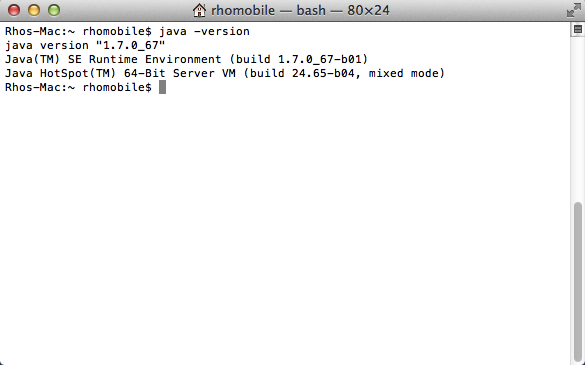 rhomobile — bash — 80×24
Rhos-Mac:~ rhomobile$ java -version
java version "1.7.0_67"
Java(TM) SE Runtime Environment (build 1.7.0_67-b01)
Java HotSpot(TM) 64-Bit Server VM (build 24.65-b04, mixed mode)
Rhos-Mac:~ rhomobile$